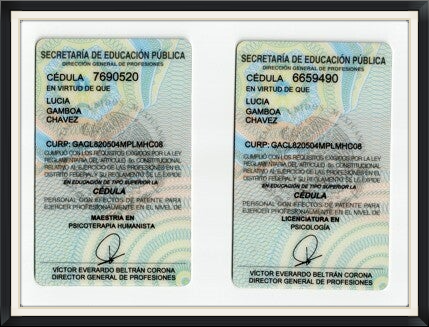 SECRETARÍA DE EDUCACIÓN PÚBLICA
DIRECCIÓN GENERAL DE PROFESIONES
CÉDULA 7690520
EN VIRTUD DE QUE
LUCIA
GAMBOA
CHAVEZ
CURP: GACL820504MPLMHC08
CUMPLIÓ CON LOS REQUISITOS EXIGIDOS POR LA LEY
REGLAMENTARIA DEL ARTÍCULO 5o. CONSTITUCIONAL
RELATIVO AL EJERCICIO DE LAS PROFESIONES EN EL
DISTRITO FEDERAL Y SU REGLAMENTO SE LE EXPIDE
EN EDUCACIÓN DE TIPO SUPERIOR LA
CÉDULA
PERSONAL CON EFECTOS DE PATENTE PARA
EJERCER PROFESIONALMENTE EN EL NIVEL DE
MAESTRIA EN
PSICOTERAPIA HUMANISTA
VÍCTOR EVERARDO BELTRÁN CORONA
DIRECTOR GENERAL DE PROFESIONES
SECRETARÍA DE EDUCACIÓN PÚBLICA
DIRECCIÓN GENERAL DE PROFESIONES
CÉDULA 6659490
EN VIRTUD DE QUE
LUCIA
GAMBOA
CHAVEZ
CURP: GACL820504MPLMHC08
CUMPLIÓ CON LOS REQUISITOS EXIGIDOS POR LA LEY
REGLAMENTARIA DEL ARTÍCULO 5o. CONSTITUCIONAL
RELATIVO AL EJERCICIO DE LAS PROFESIONES EN EL
DISTRITO FEDERAL Y SU REGLAMENTO SE LE EXPIDE
EN EDUCACIÓN DE TIPO SUPERIOR LA
CÉDULA
PERSONAL CON EFECTOS DE PATENTE PARA
EJERCER PROFESIONALMENTE EN EL NIVEL DE
LICENCIATURA EN
PSICOLOGÍA
VÍCTOR EVERARDO BELTRÁN CORONA
DIRECTOR GENERAL DE PROFESIONES